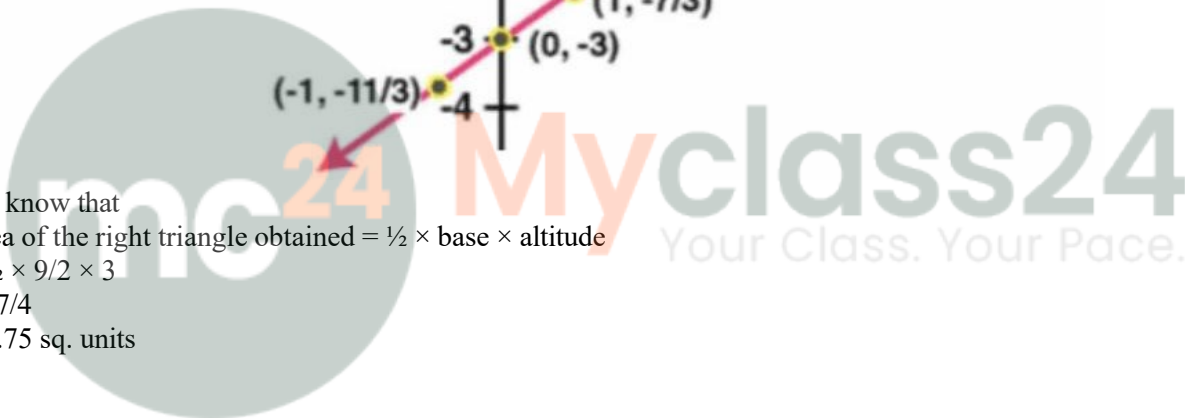 (1, -7/3)
-3 (0, -3)
(-1, -11/3) -4
mc24 Myclass24
Your Class. Your Pace.
know that
a of the right triangle obtained = ½ × base × altitude
× 9/2 × 3
7/4
.75 sq. units